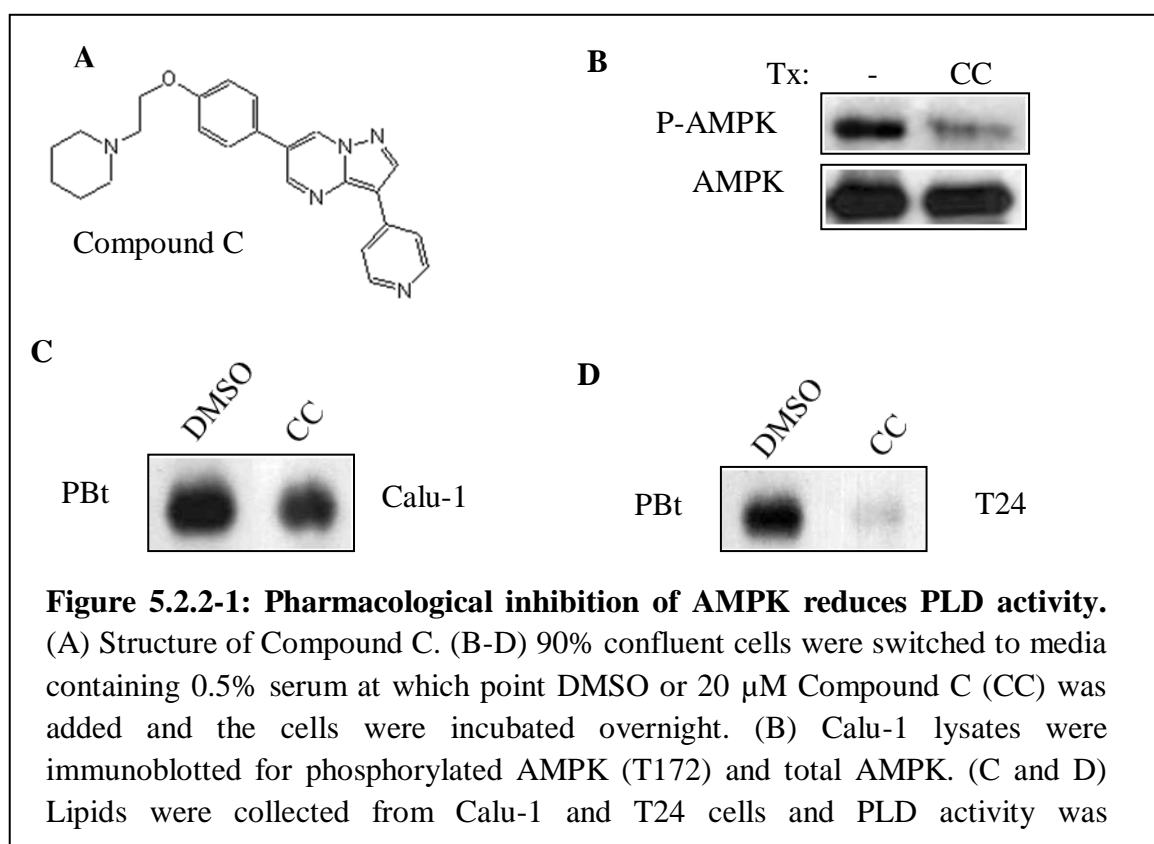 A
O
N
N
N
N
N
Compound C
B
Tx: - CC
P-AMPK
AMPK
C
DMSO CC
PBt Calu-1
D
DMSO CC
PBt T24
Figure 5.2.2-1: Pharmacological inhibition of AMPK reduces PLD activity.
(A) Structure of Compound C. (B-D) 90% confluent cells were switched to media
containing 0.5% serum at which point DMSO or 20 µM Compound C (CC) was
added and the cells were incubated overnight. (B) Calu-1 lysates were
immunoblotted for phosphorylated AMPK (T172) and total AMPK. (C and D)
Lipids were collected from Calu-1 and T24 cells and PLD activity was